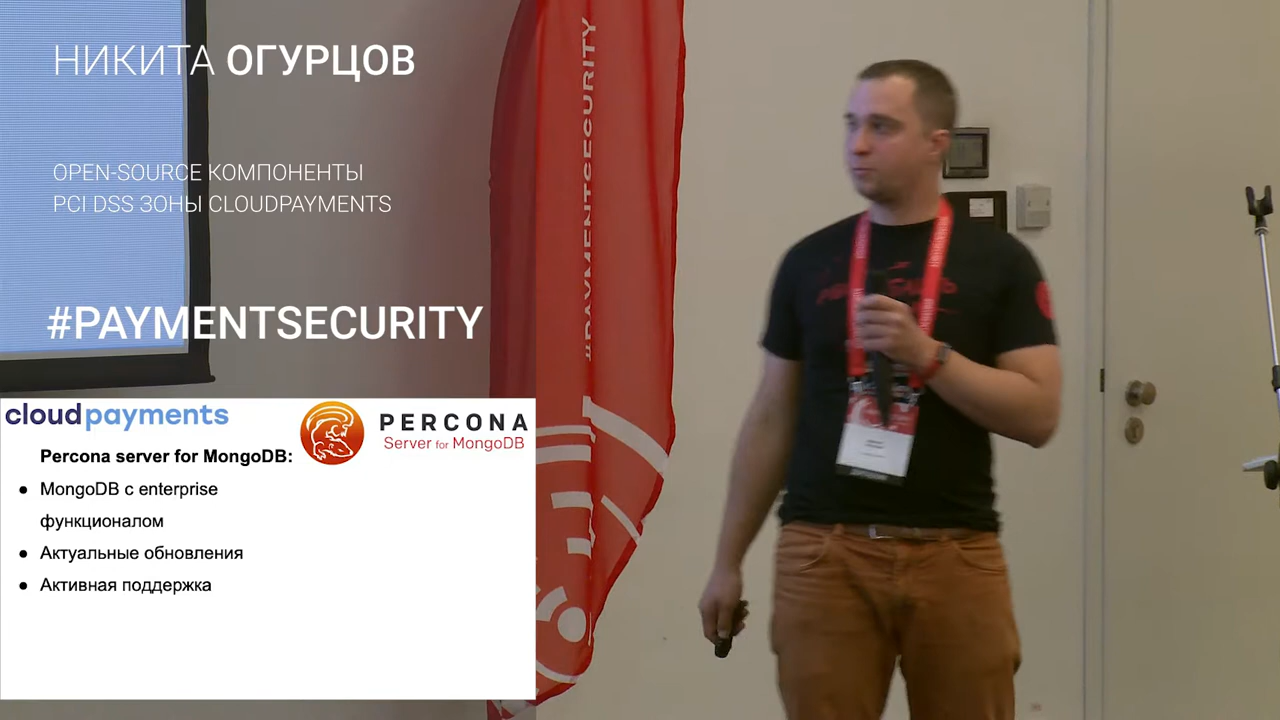 НИКИТА ОГУРЦОВ
OPEN-SOURCE КОМПОНЕНТЫ
PCI DSS ЗОНЫ CLOUDPAYMENTS
#PAYMENTSECURITY
#PAYMENTSECURITY
cloudpayments
PERCONA
Server for MongoDB
Percona server for MongoDB:
● MongoDB с enterprise
функционалом
● Актуальные обновления
● Активная поддержка